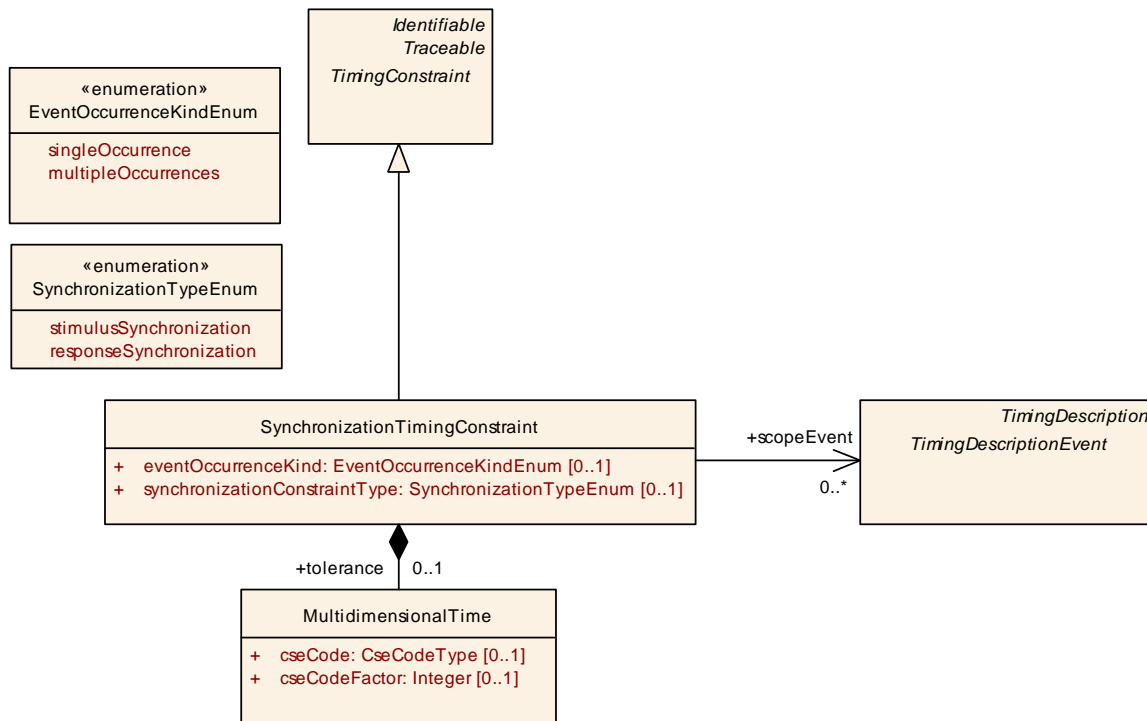 Identifiable
Traceable
TimingConstraint
«enumeration»
EventOccurrenceKindEnum
singleOccurrence
multipleOccurrences
«enumeration»
SynchronizationTypeEnum
stimulusSynchronization
responseSynchronization
SynchronizationTimingConstraint
+ eventOccurrenceKind: EventOccurrenceKindEnum [0..1]
+ synchronizationConstraintType: SynchronizationTypeEnum [0..1]
+scopeEvent
0..*
TimingDescription
TimingDescriptionEvent
+tolerance 0..1
MultidimensionalTime
+ cseCode: CseCodeType [0..1]
+ cseCodeFactor: Integer [0..1]